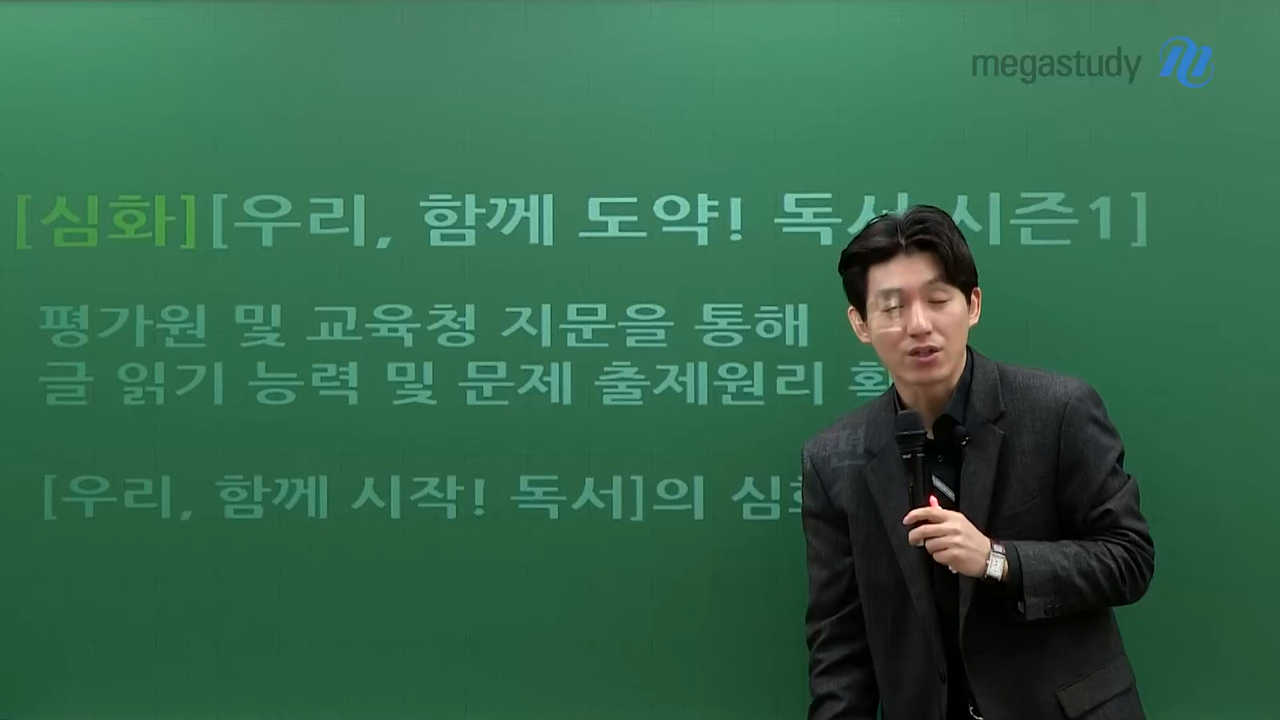 megastudy
[심화][우리, 함께 도약! 독서 시즌1]
평가원 및 교육청 지문을 통해
글 읽기 능력 및 문제 출제원리
[우리, 함께 시작! 독서]의